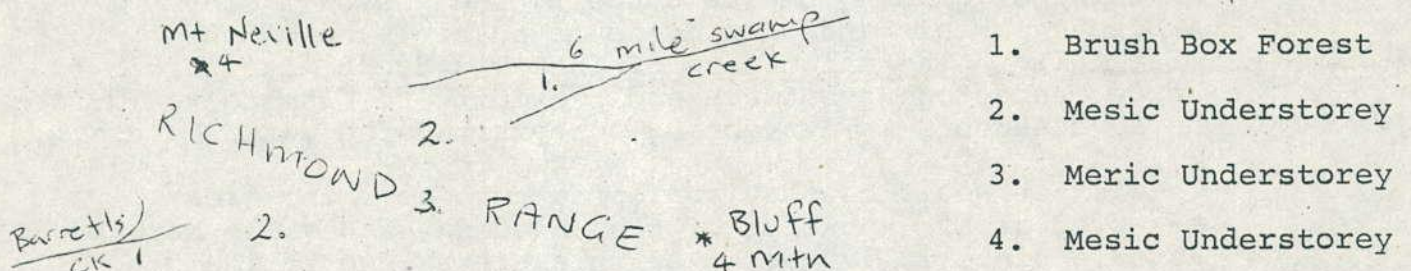 Mt Neville
* 4
6 mile swamp
creek
1.
RICHMOND
2.
3. RANGE
* Bluff
4 Mtn
Barretts
CK 1
2.
1. Brush Box Forest
2. Mesic Understorey
3. Meric Understorey
4. Mesic Understorey